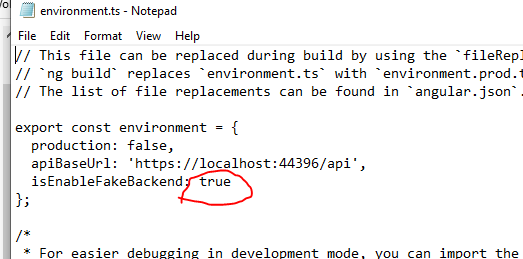 environment.ts - Notepad
File Edit Format View Help
// This file can be replaced during build by using the `fileRepl
// `ng build` replaces `environment.ts` with `environment.prod.t
// The list of file replacements can be found in `angular.json`.
export const environment = {
production: false,
apiBaseUrl: 'https://localhost:44396/api',
isEnableFakeBackend: true
};
/*
* For easier debugging in development mode, you can import the